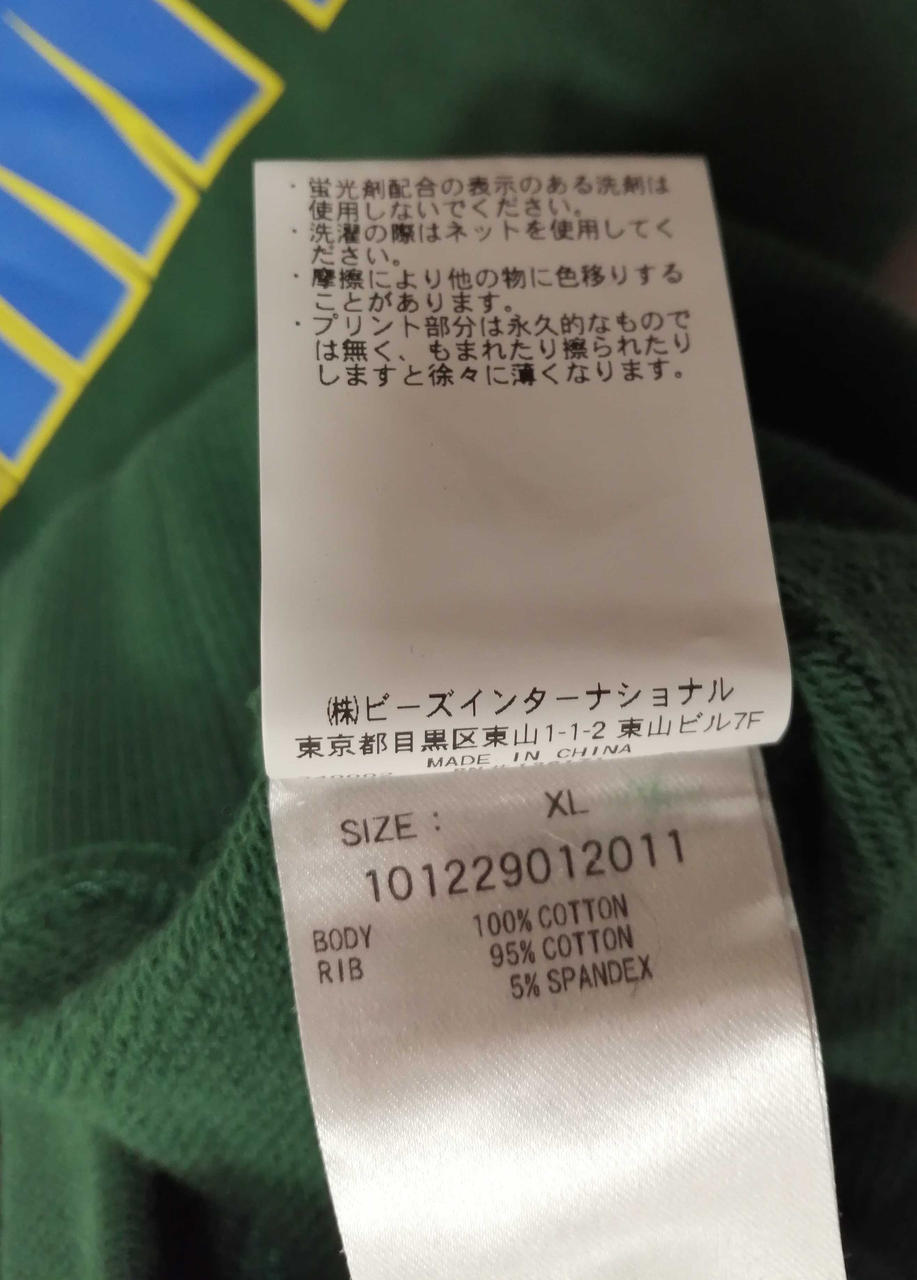 ・蛍光剤配合の表示のある洗剤は
使用しないでください。
・洗濯の際はネットを使用してく
ださい。
・摩擦により他の物に色移りする
ことがあります。
・プリント部分は永久的なもので
は無く、もまれたり擦られたり
しますと徐々に薄くなります。
㈱ビーズインターナショナル
東京都目黒区東山1-1-2 東山ビル7F
MADE IN CHINA
SIZE : XL
101229012011
BODY 100% COTTON
RIB 95% COTTON
5% SPANDEX